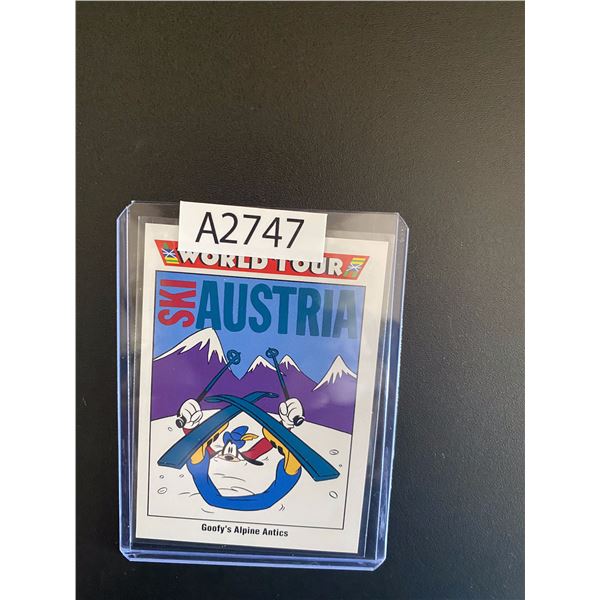 A2747
WORLD TOUR
SKI AUSTRIA
Goofy's Alpine Antics